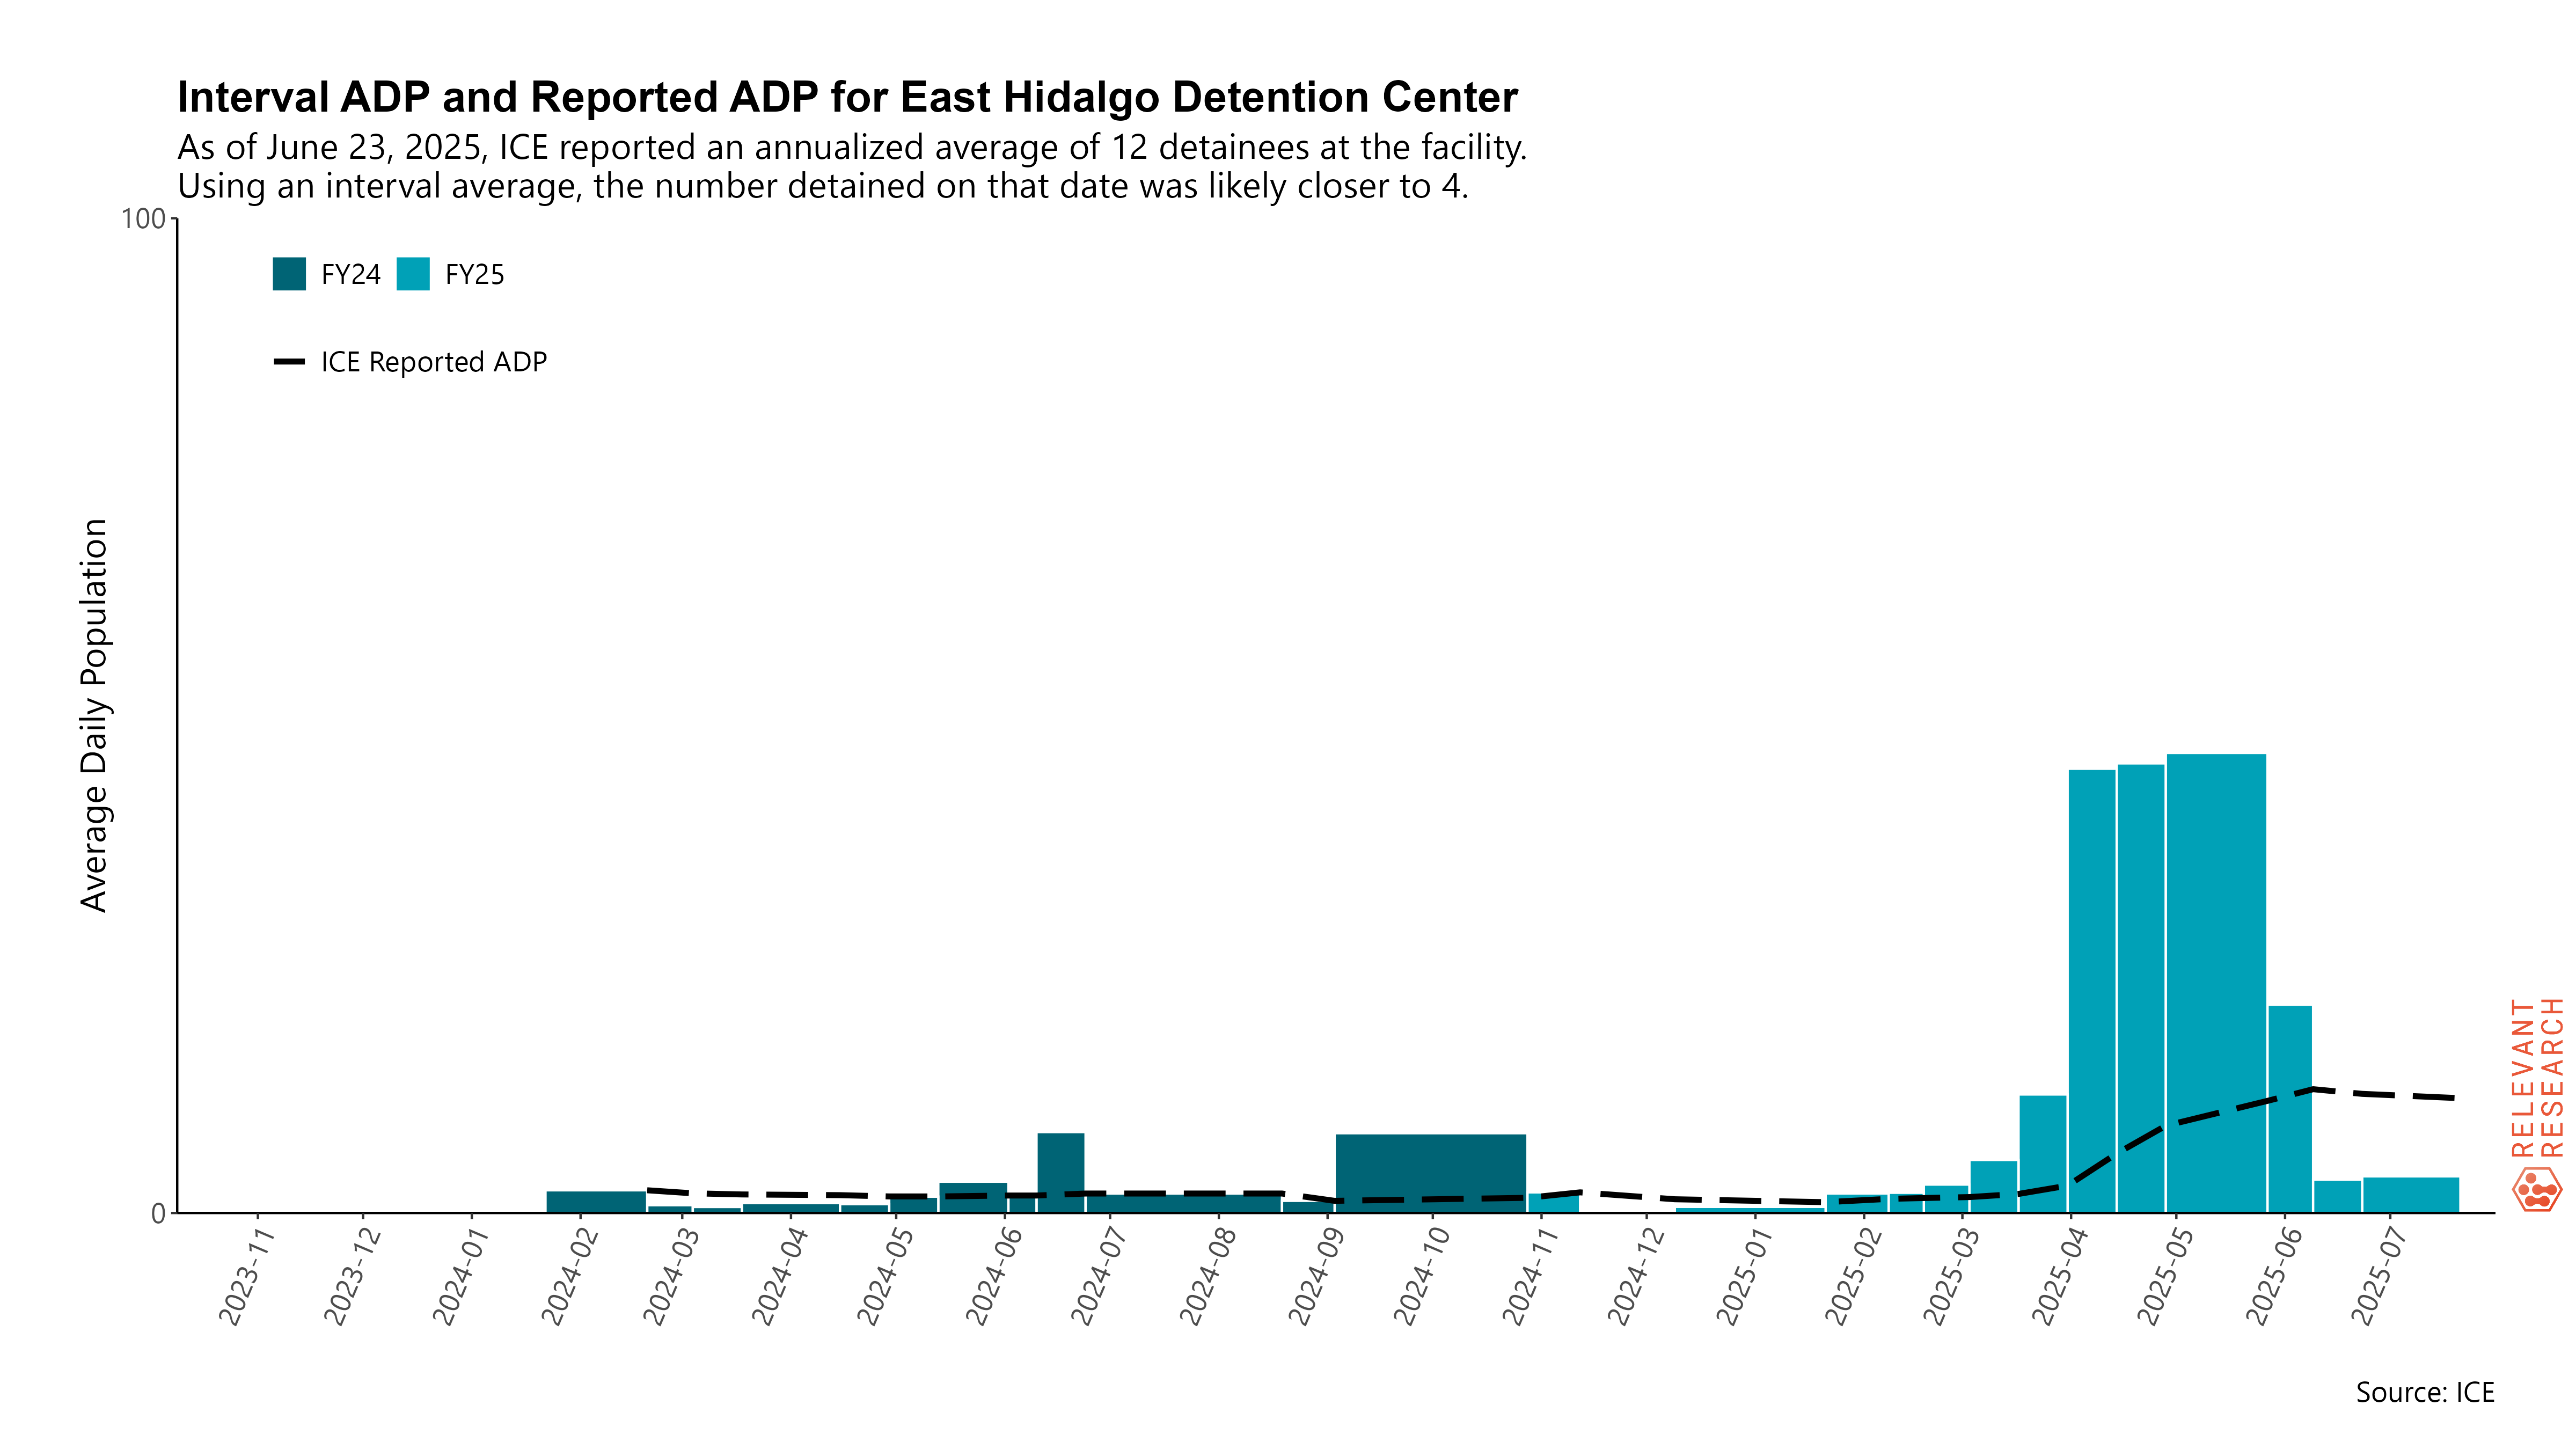 Interval ADP and Reported ADP for East Hidalgo Detention Center
As of June 23, 2025, ICE reported an annualized average of 12 detainees at the facility.
Using an interval average, the number detained on that date was likely closer to 4.
100
FY24 FY25
ICE Reported ADP
Average Daily Population
0
2023-11 2023-12 2024-01 2024-02 2024-03 2024-04 2024-05 2024-06 2024-07 2024-08 2024-09 2024-10 2024-11 2024-12 2025-01 2025-02 2025-03 2025-04 2025-05 2025-06 2025-07
RELEVANT
RESEARCH
Source: ICE